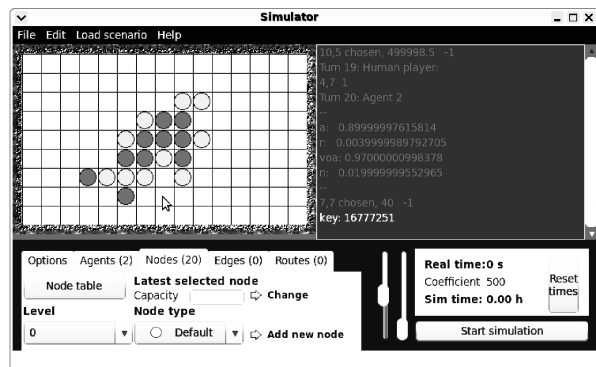 Simulator
File Edit Load scenario Help
10,5 chosen, 499998.5 -1
Turn 19: Human player:
4,7 1
Turn 20: Agent 2
--
a: 0.89999997615814
r: 0.0039999989792705
voa: 0.97000000998378
n: 0.019999999552965
--
7,7 chosen, 40 -1
key: 16777251
Options Agents (2) Nodes (20) Edges (0) Routes (0)
Node table
Latest selected node
Capacity
Change
Level
Node type
0
Default
Add new node
Real time:0 s
Coefficient 500
Sim time: 0.00 h
Reset
times
Start simulation